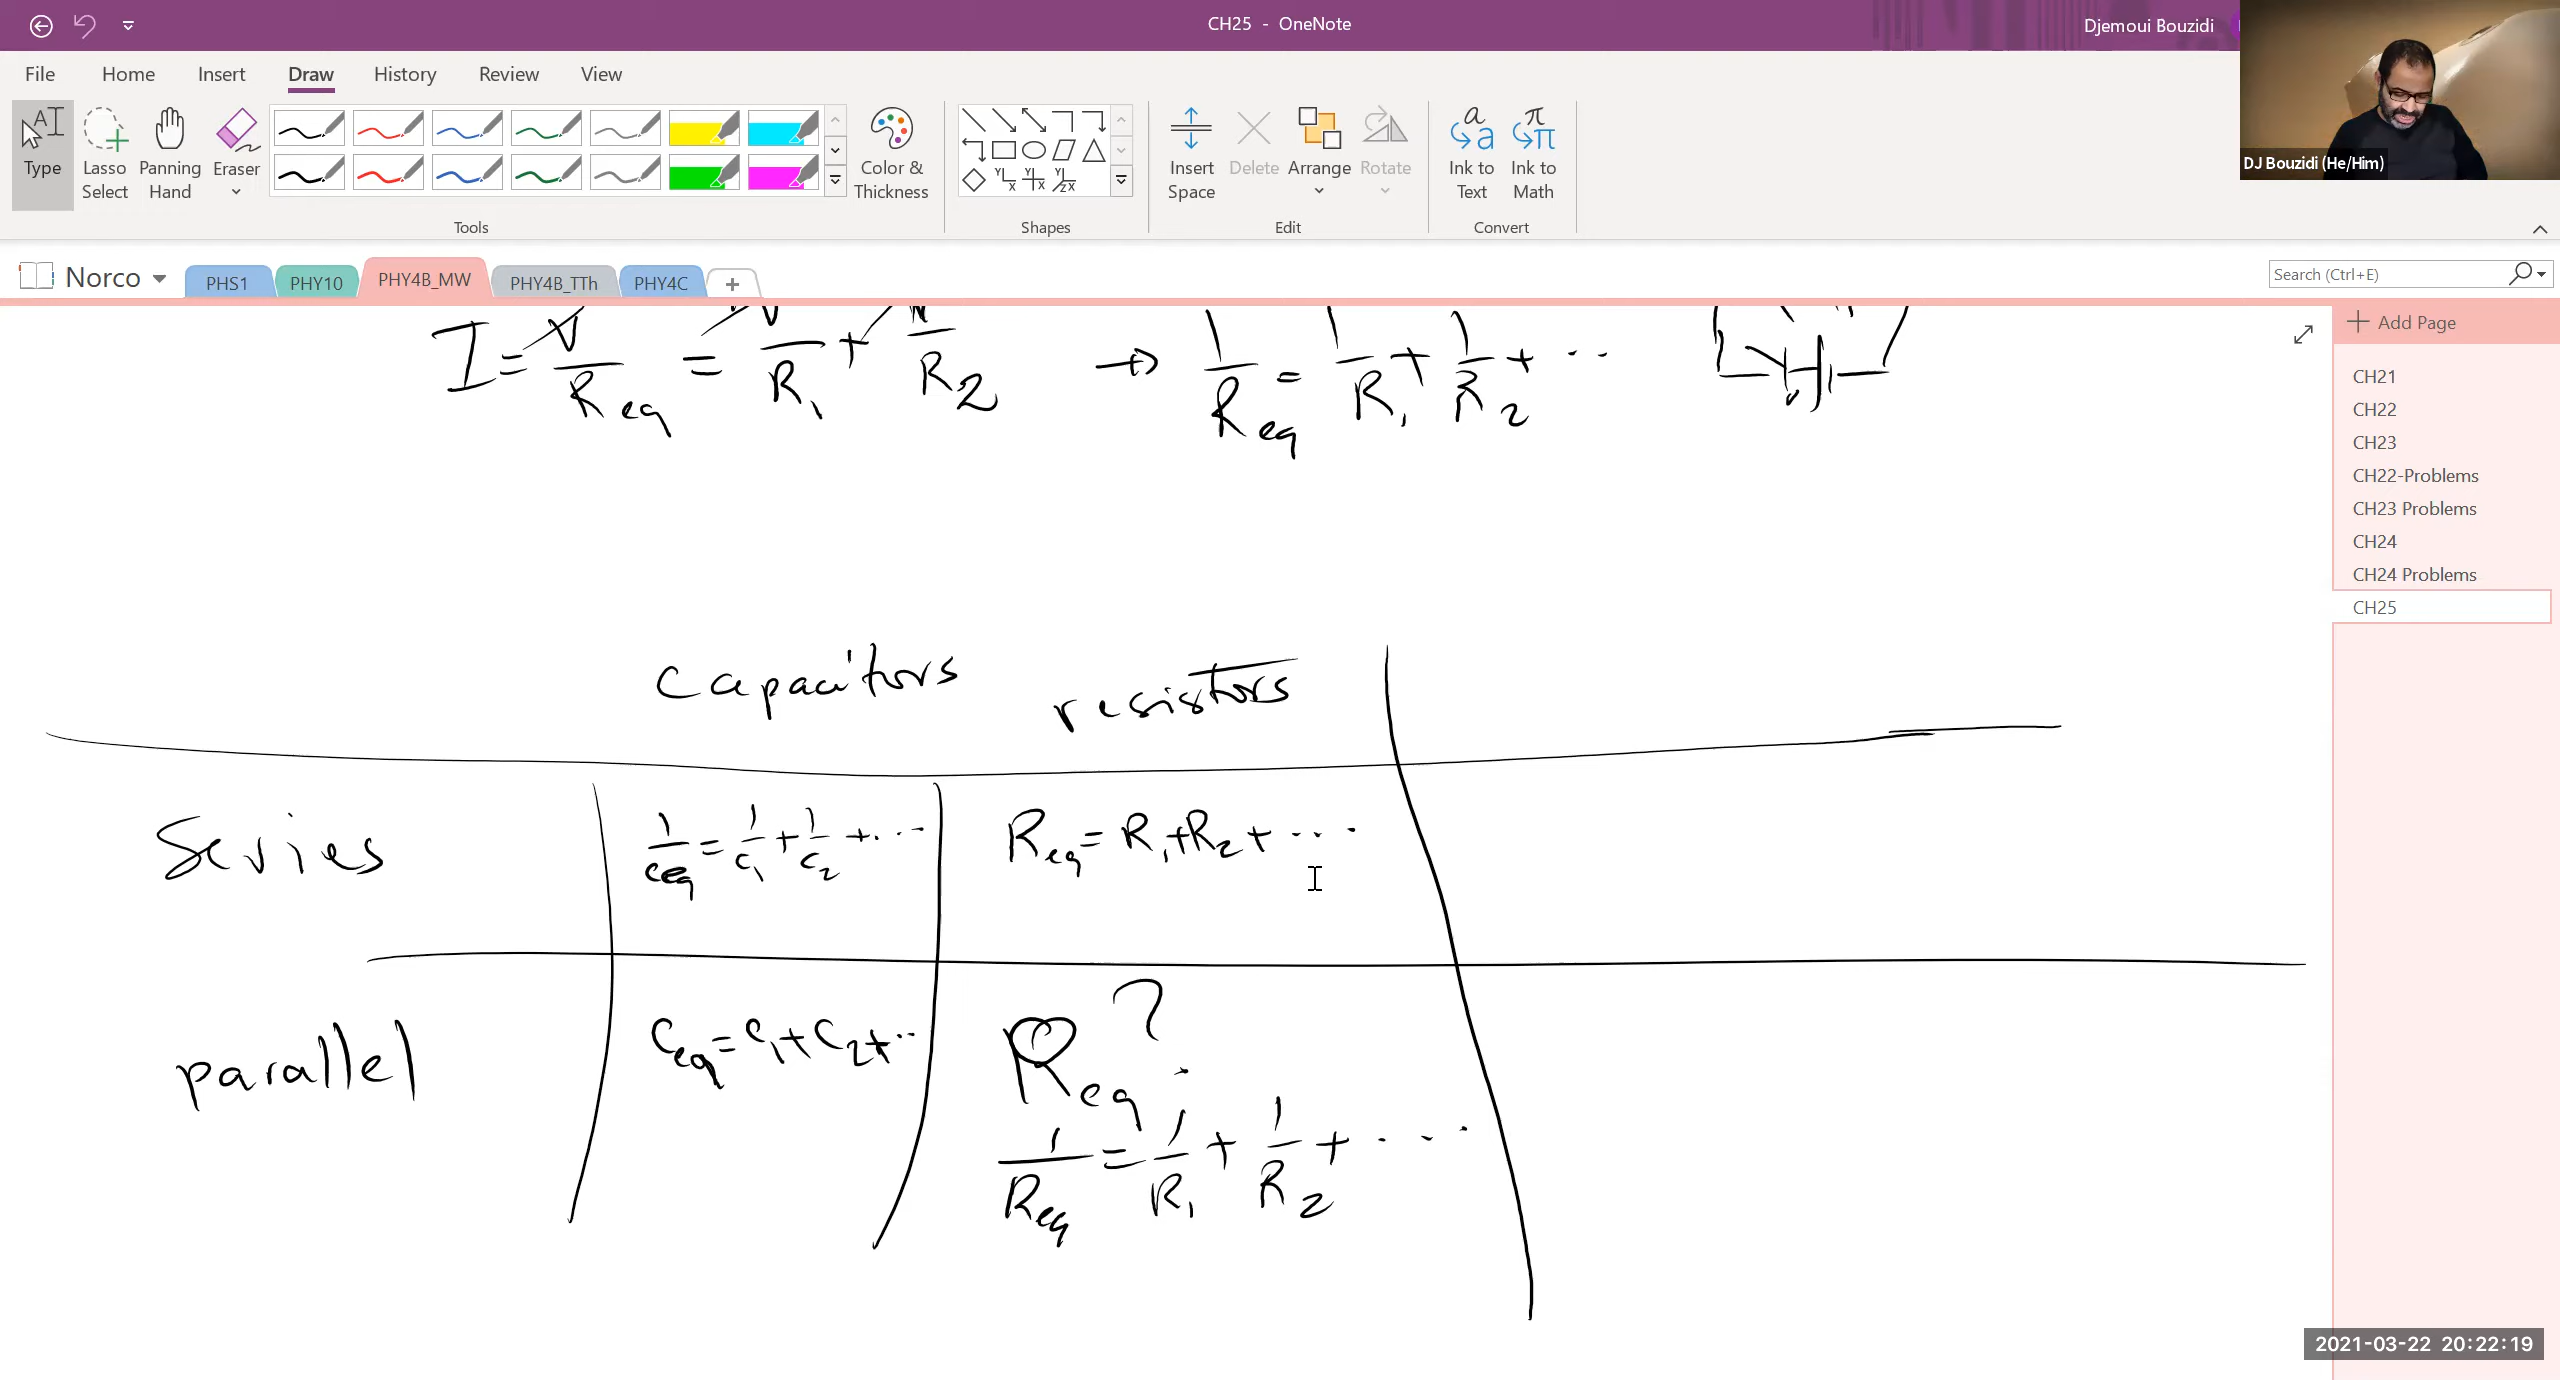 CH25 - OneNote
Djemoui Bouzidi
File Home Insert Draw History Review View
Type
Lasso Select
Panning Hand
Eraser
Color & Thickness
Insert Space
Delete
Arrange
Rotate
Ink to Text
Ink to Math
Tools Shapes Edit Convert
DJ Bouzidi (He/Him)
Norco PHS1 PHY10 PHY4B_MW PHY4B_TTh PHY4C
Search (Ctrl+E)
Add Page
CH21
CH22
CH23
CH22-Problems
CH23 Problems
CH24
CH24 Problems
CH25
I = V/Req = V/R1 + V/R2 → 1/Req = 1/R1 + 1/R2 + ..
Capacitors resistors
Series 1/Ceq = 1/C1 + 1/C2 + ... Req = R1 + R2 + ...
parallel Ceq = C1 + C2 + .. Req ?
1/Req = 1/R1 + 1/R2 + ...
2021-03-22 20:22:19